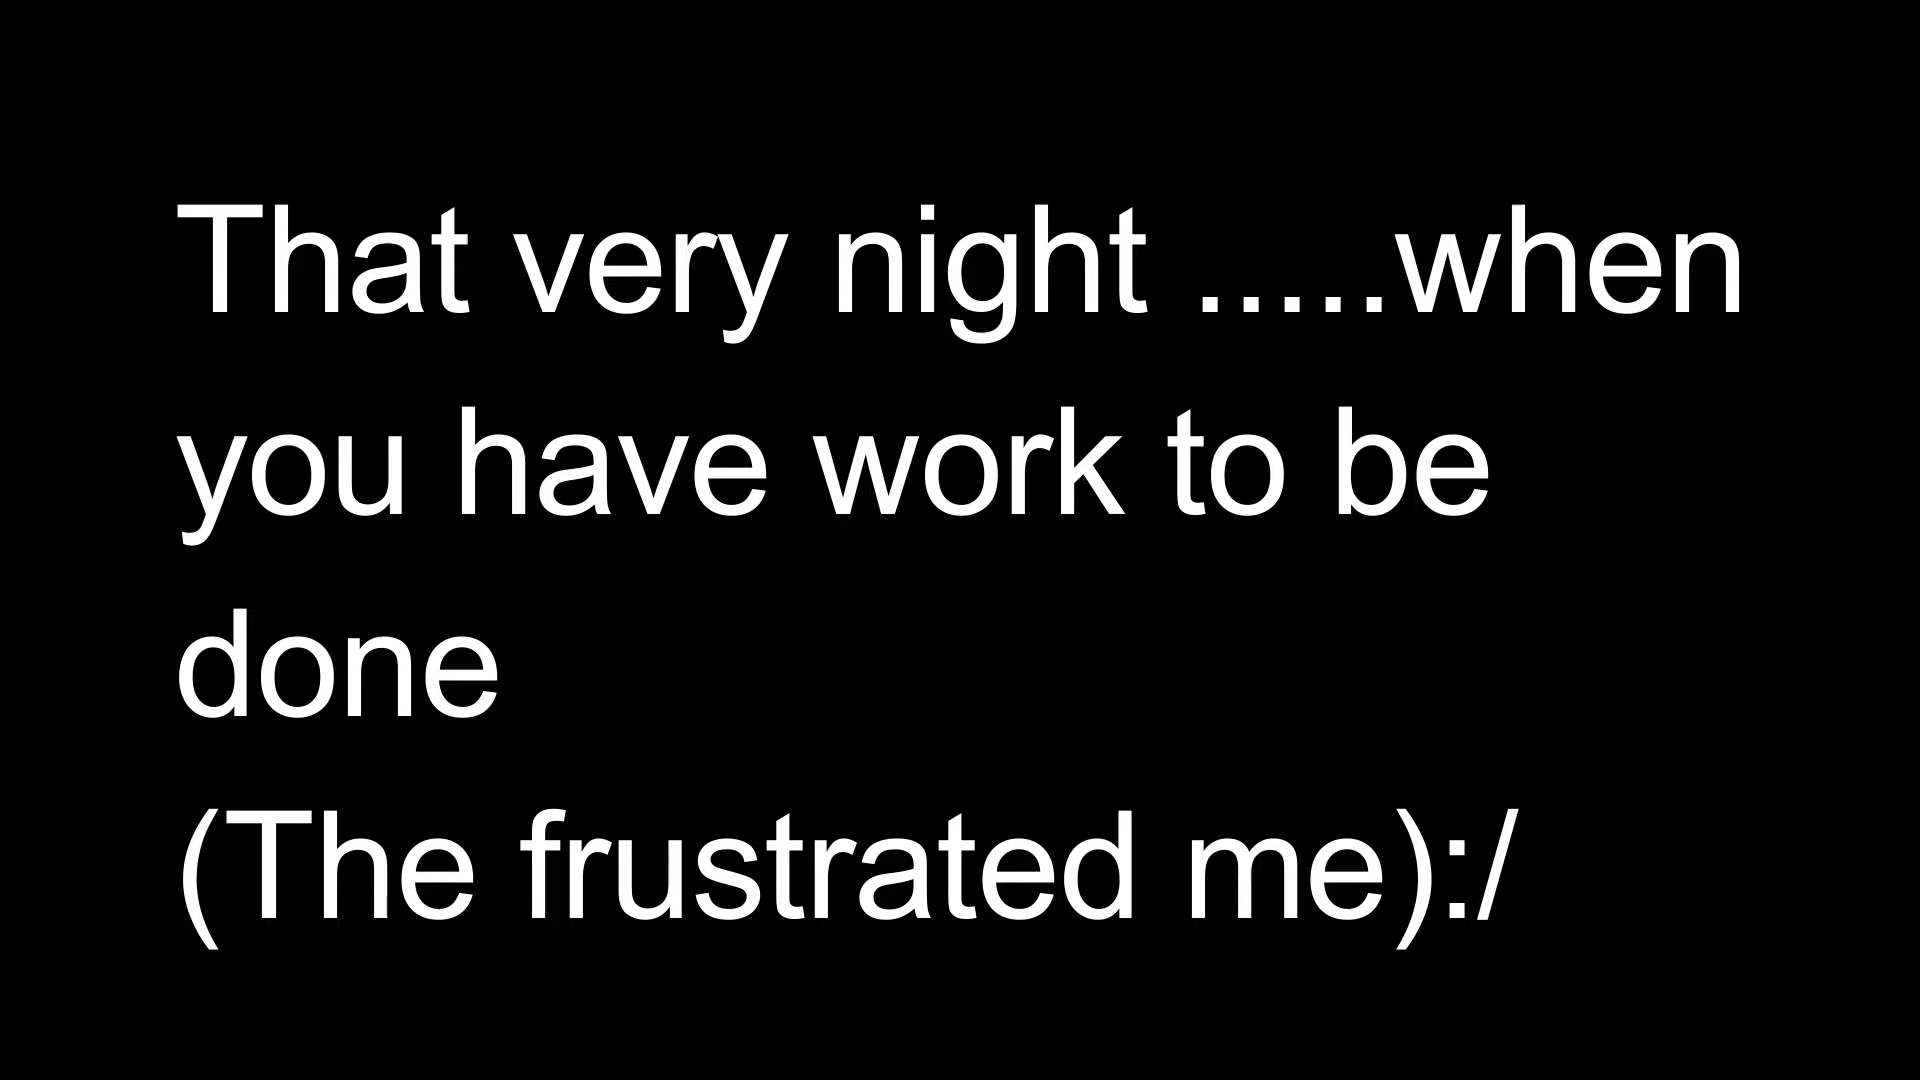 That very night .....when
you have work to be
done
(The frustrated me):/